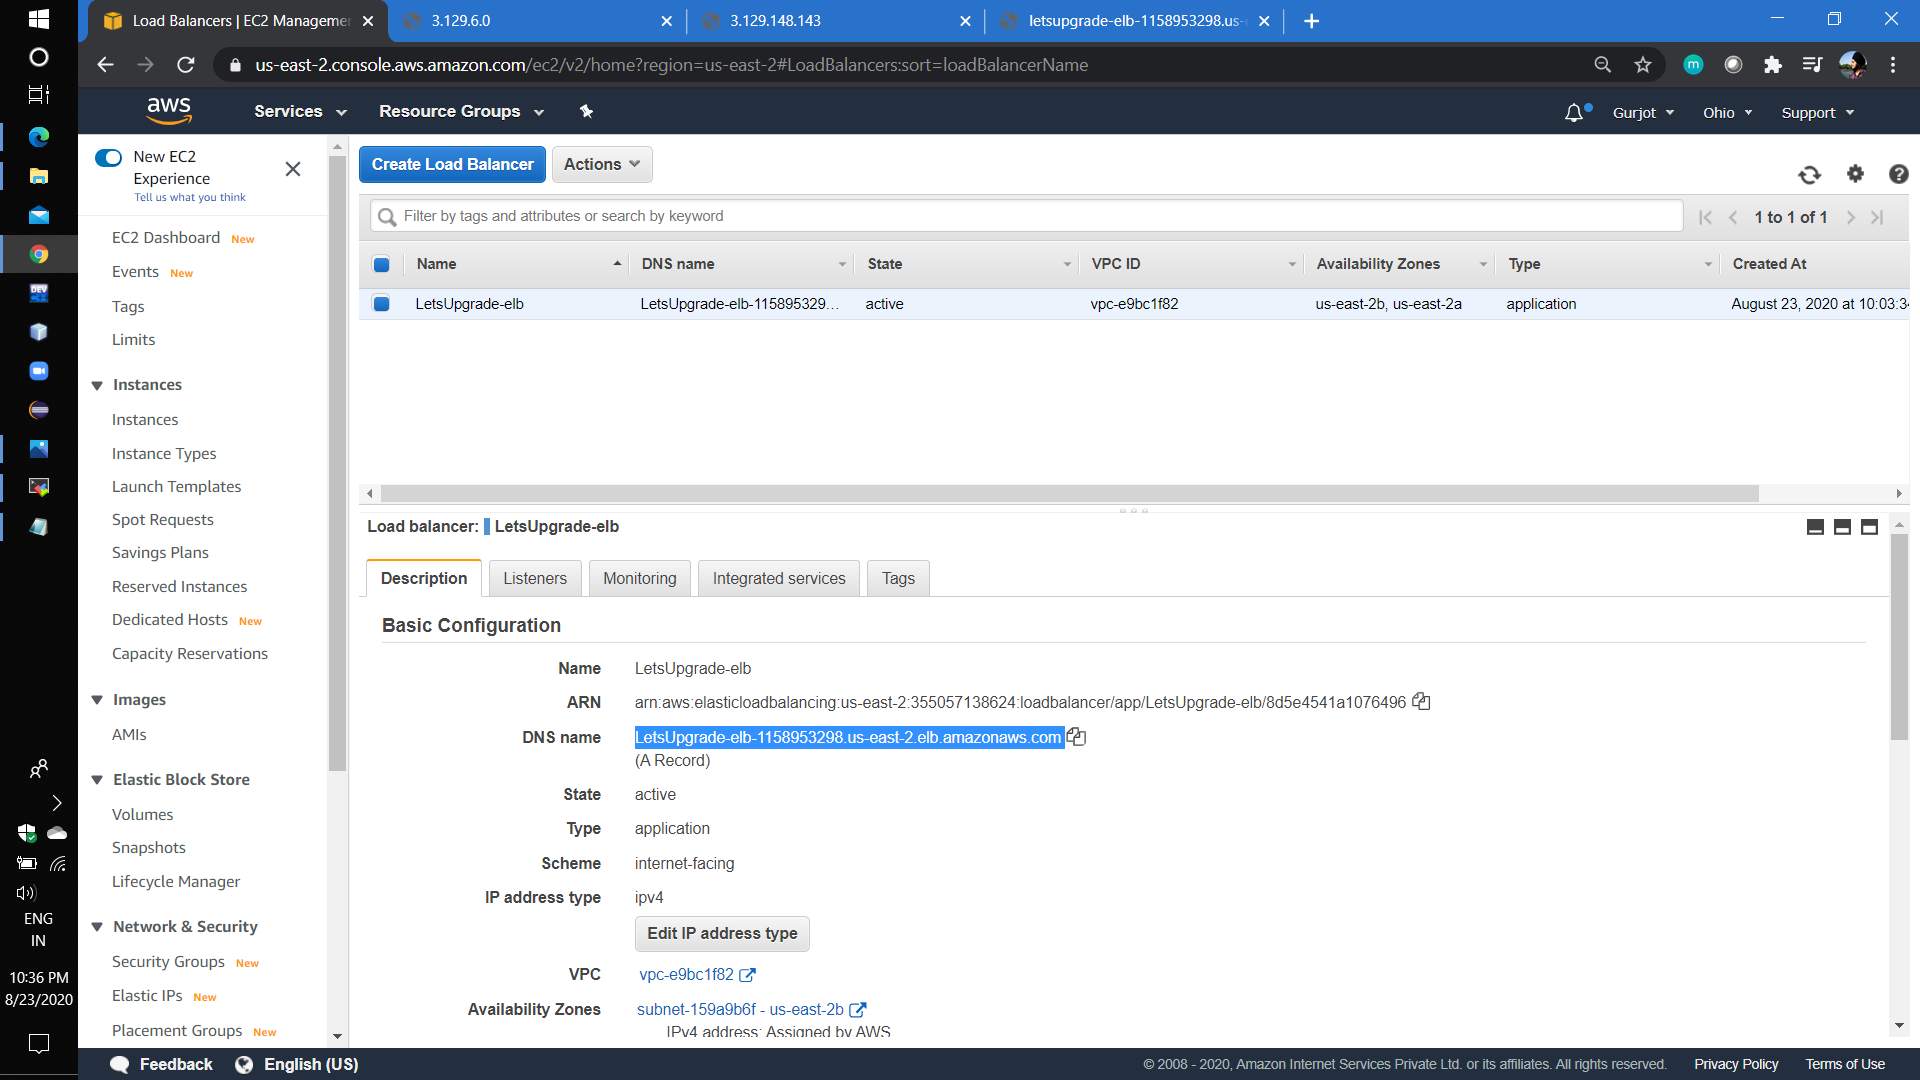 Load Balancers | EC2 Manageme
3.129.6.0
3.129.148.143
letsupgrade-elb-1158953298.us-
us-east-2.console.aws.amazon.com/ec2/v2/home?region=us-east-2#LoadBalancers:sort=loadBalancerName
m
aws
Services
Resource Groups
Gurjot
Ohio
Support
New EC2
Experience
Tell us what you think
EC2 Dashboard New
Events New
Tags
Limits
Instances
Instances
Instance Types
Launch Templates
Spot Requests
Savings Plans
Reserved Instances
Dedicated Hosts New
Capacity Reservations
Images
AMIs
Elastic Block Store
Volumes
Snapshots
Lifecycle Manager
Network & Security
Security Groups New
Elastic IPs New
Placement Groups New
Create Load Balancer
Actions
Filter by tags and attributes or search by keyword
1 to 1 of 1
Name DNS name State VPC ID Availability Zones Type Created At
LetsUpgrade-elb LetsUpgrade-elb-115895329... active vpc-e9bc1f82 us-east-2b, us-east-2a application August 23, 2020 at 10:03:3
Load balancer: LetsUpgrade-elb
Description
Listeners
Monitoring
Integrated services
Tags
Basic Configuration
Name LetsUpgrade-elb
ARN arn:aws:elasticloadbalancing:us-east-2:355057138624:loadbalancer/app/LetsUpgrade-elb/8d5e4541a1076496
DNS name LetsUpgrade-elb-1158953298.us-east-2.elb.amazonaws.com
(A Record)
State active
Type application
Scheme internet-facing
IP address type ipv4
Edit IP address type
VPC vpc-e9bc1f82
Availability Zones subnet-159a9b6f - us-east-2b
IPv4 address: Assigned by AWS
DEV
ENG
IN
10:36 PM
8/23/2020
Feedback
English (US)
© 2008 - 2020, Amazon Internet Services Private Ltd. or its affiliates. All rights reserved.
Privacy Policy
Terms of Use